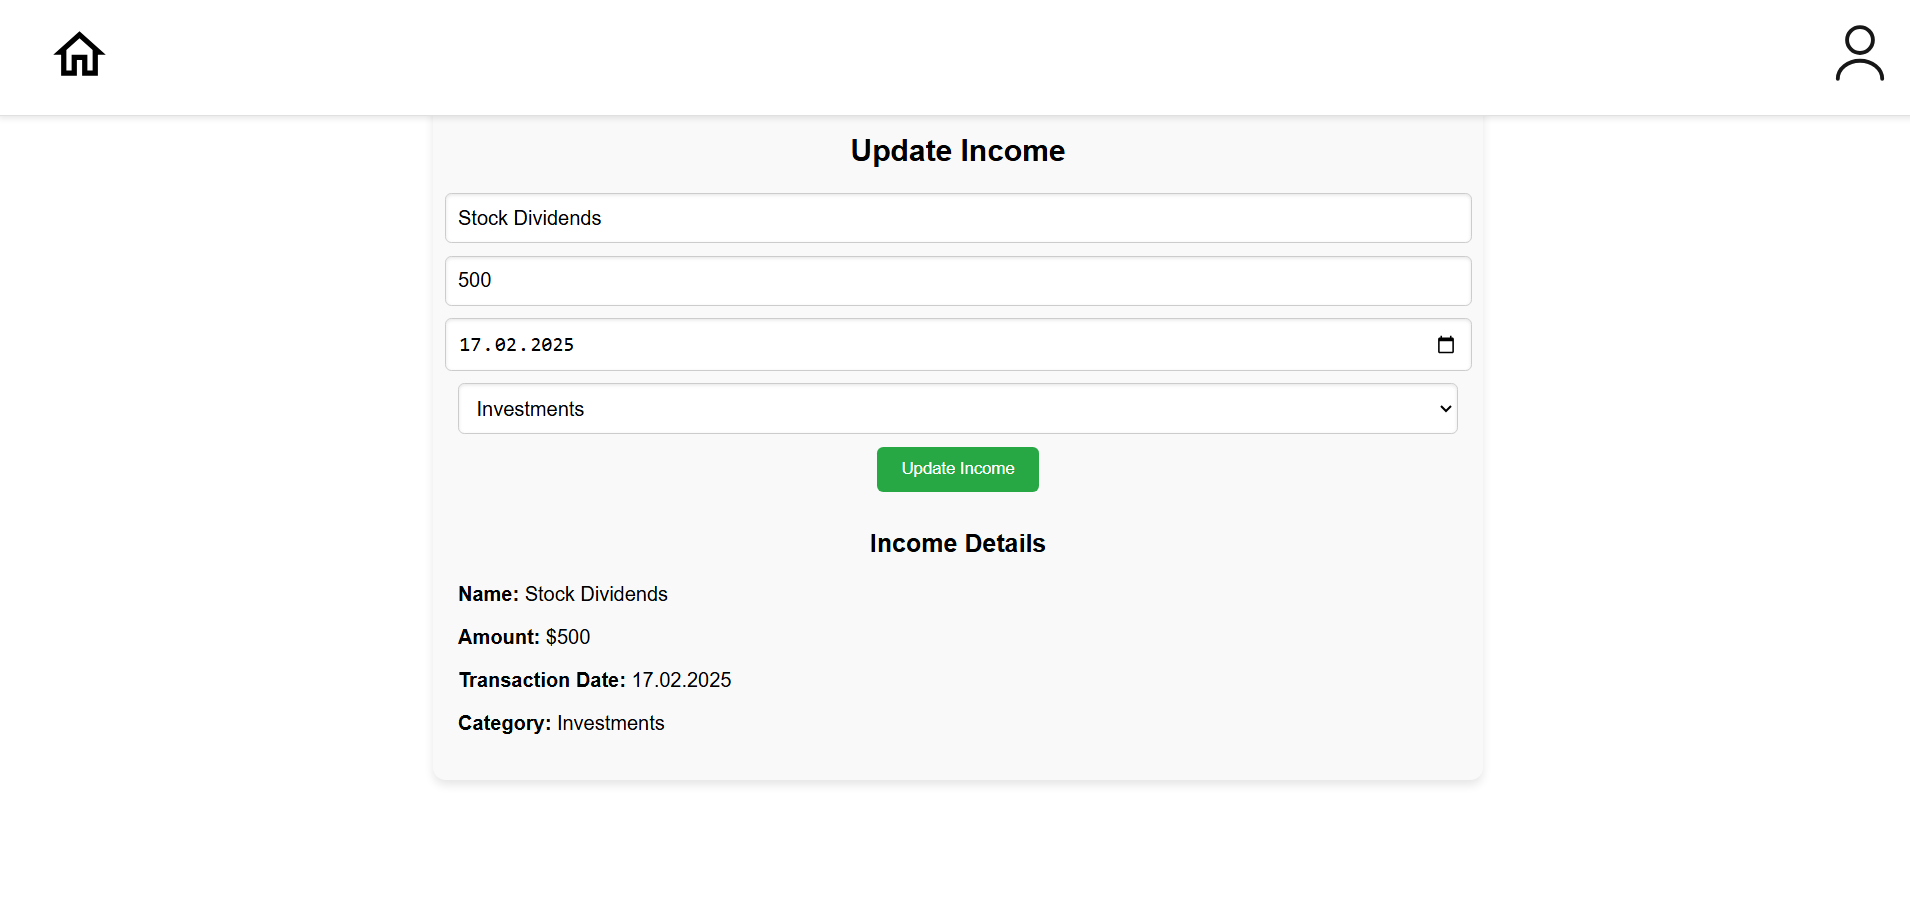 Update Income
Stock Dividends
500
17.02.2025
Investments
Update Income
Income Details
Name: Stock Dividends
Amount: $500
Transaction Date: 17.02.2025
Category: Investments